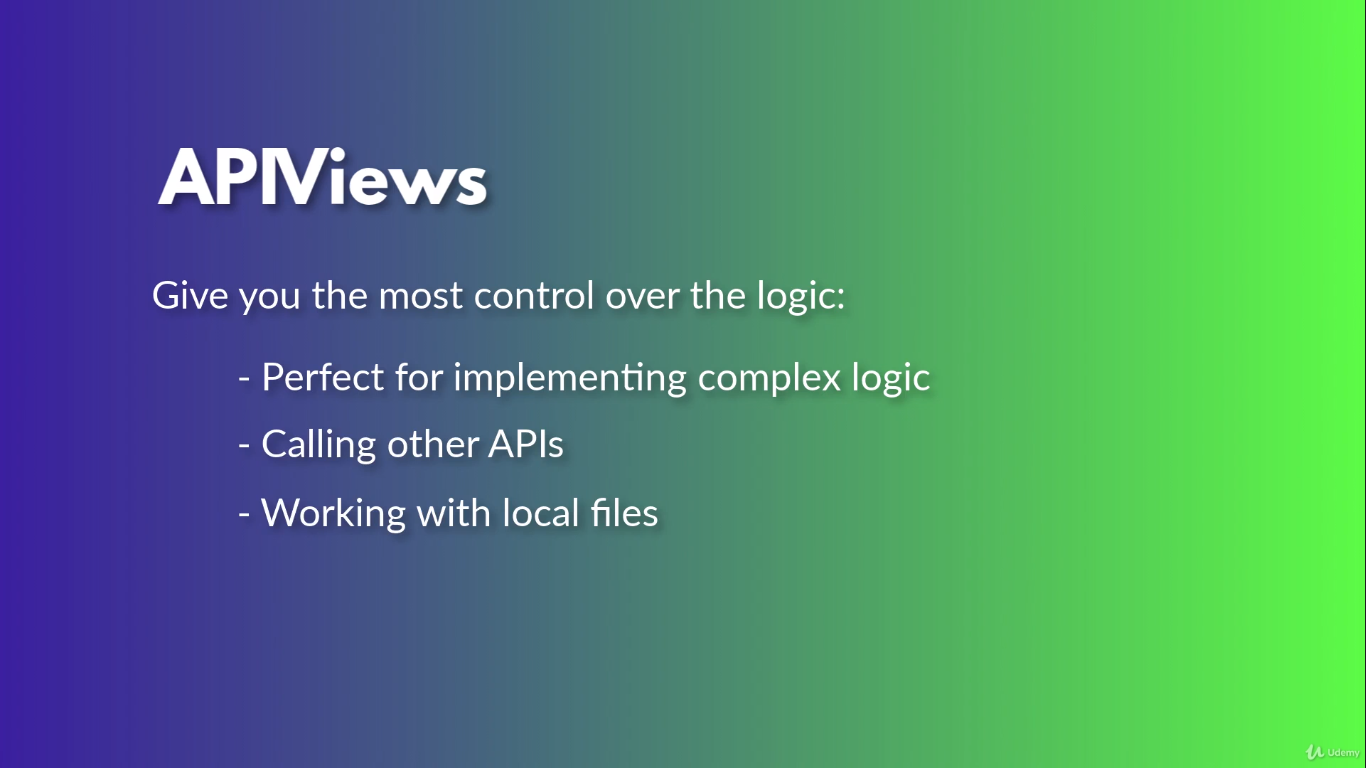 APIViews
Give you the most control over the logic:
- Perfect for implementing complex logic
- Calling other APIs
- Working with local files
Udemy